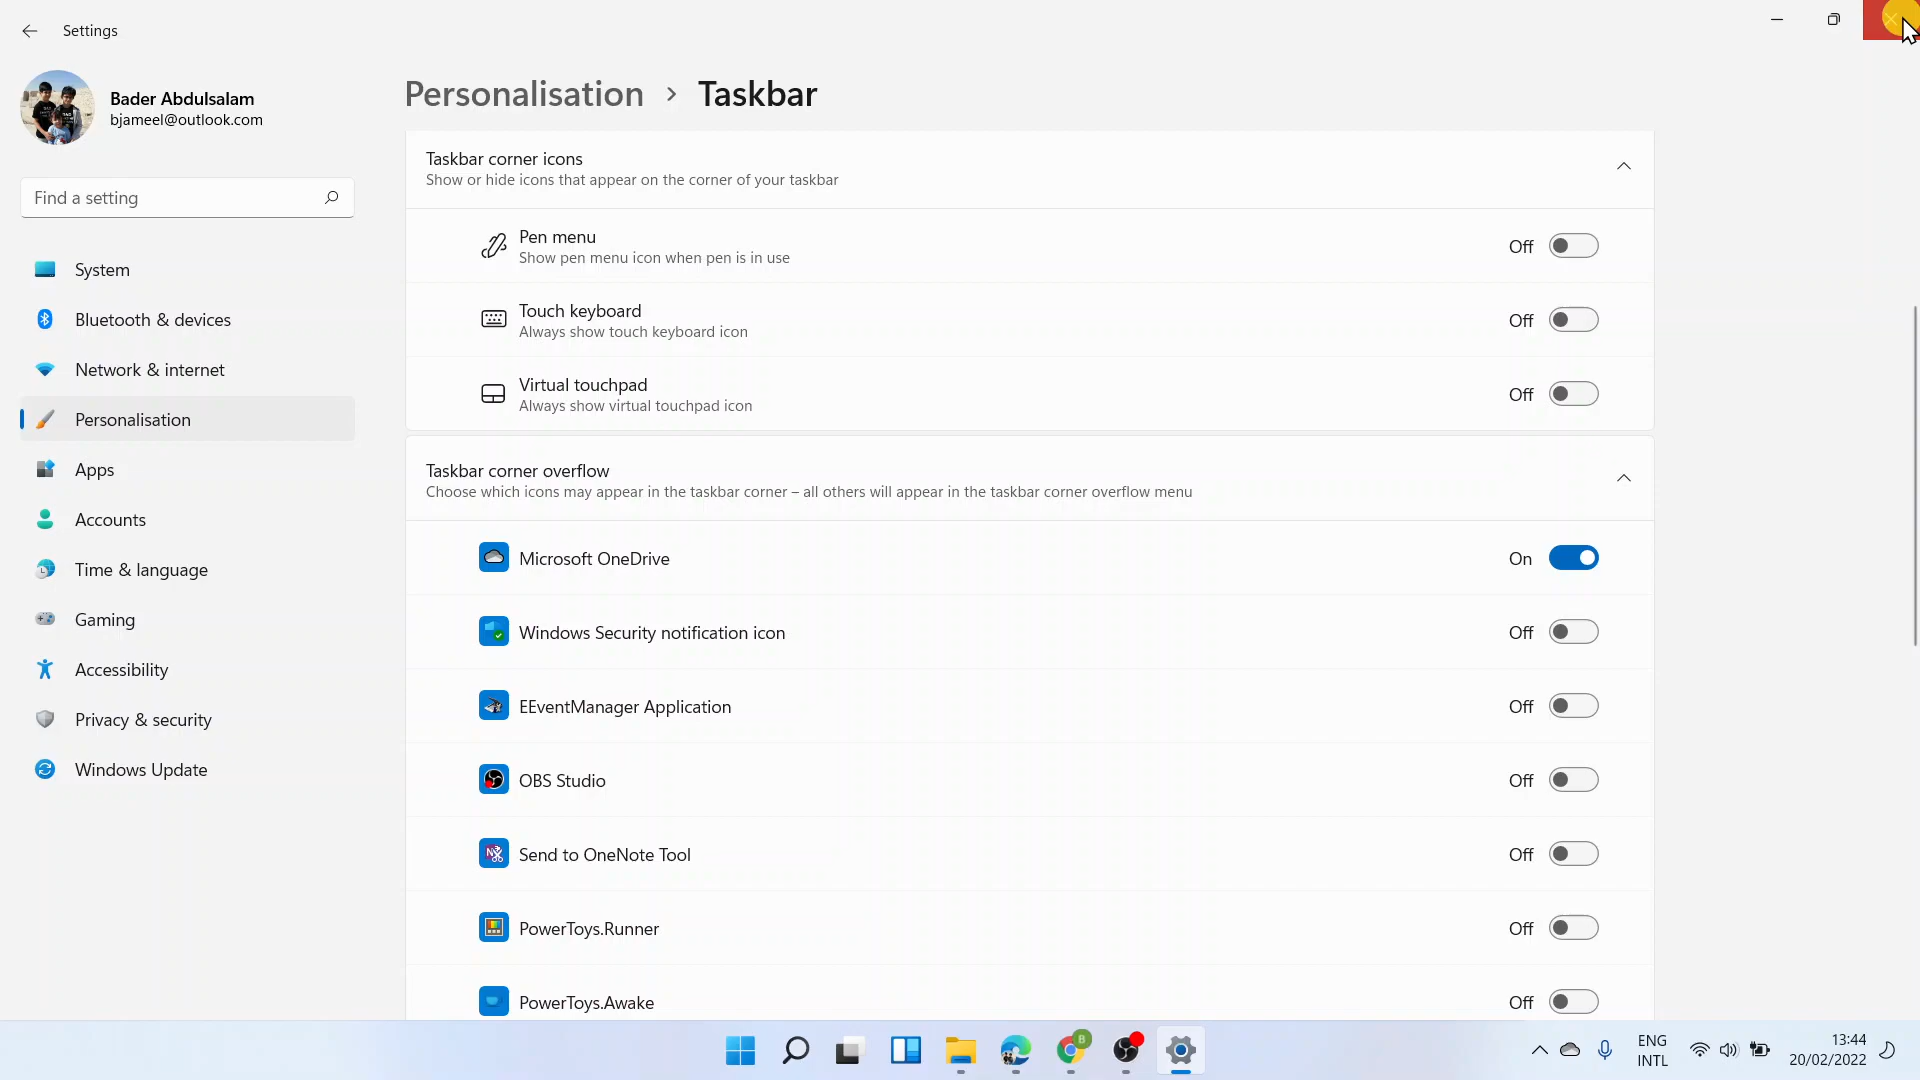 Settings
Bader Abdulsalam
bjameel@outlook.com
Find a setting
System
Bluetooth & devices
Network & internet
Personalisation
Apps
Accounts
Time & language
Gaming
Accessibility
Privacy & security
Windows Update
Personalisation > Taskbar
Taskbar corner icons
Show or hide icons that appear on the corner of your taskbar
Pen menu
Show pen menu icon when pen is in use
Off
Touch keyboard
Always show touch keyboard icon
Off
Virtual touchpad
Always show virtual touchpad icon
Off
Taskbar corner overflow
Choose which icons may appear in the taskbar corner – all others will appear in the taskbar corner overflow menu
Microsoft OneDrive On
Windows Security notification icon Off
EEventManager Application Off
OBS Studio Off
Send to OneNote Tool Off
PowerToys.Runner Off
PowerToys.Awake Off
B
ENG
INTL
13:44
20/02/2022